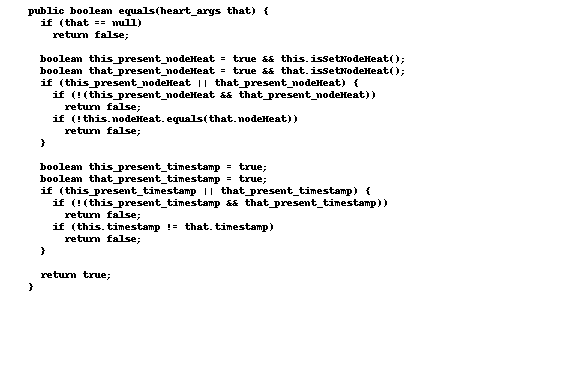 public boolean equals(heart_args that) {
if (that == null)
return false;
boolean this_present_nodeHeat = true && this.isSetNodeHeat();
boolean that_present_nodeHeat = true && that.isSetNodeHeat();
if (this_present_nodeHeat || that_present_nodeHeat) {
if (!(this_present_nodeHeat && that_present_nodeHeat))
return false;
if (!this.nodeHeat.equals(that.nodeHeat))
return false;
}
boolean this_present_timestamp = true;
boolean that_present_timestamp = true;
if (this_present_timestamp || that_present_timestamp) {
if (!(this_present_timestamp && that_present_timestamp))
return false;
if (this.timestamp != that.timestamp)
return false;
}
return true;
}